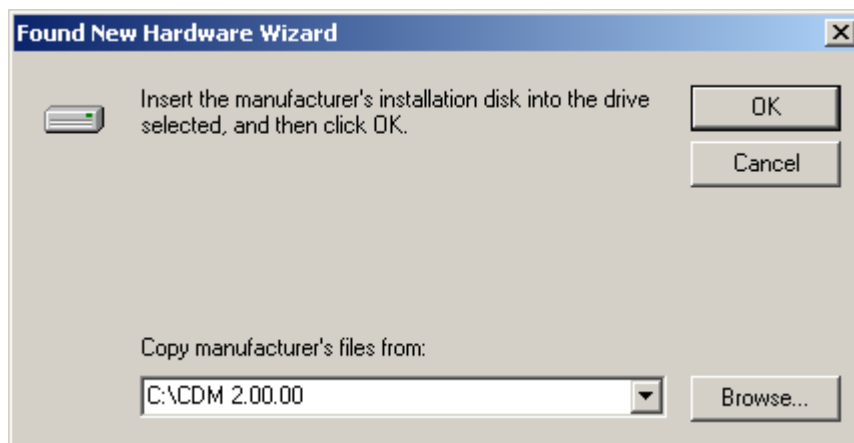 Found New Hardware Wizard
Insert the manufacturer's installation disk into the drive
selected, and then click OK.
OK
Cancel
Copy manufacturer's files from:
C:\CDM 2.00.00
Browse...